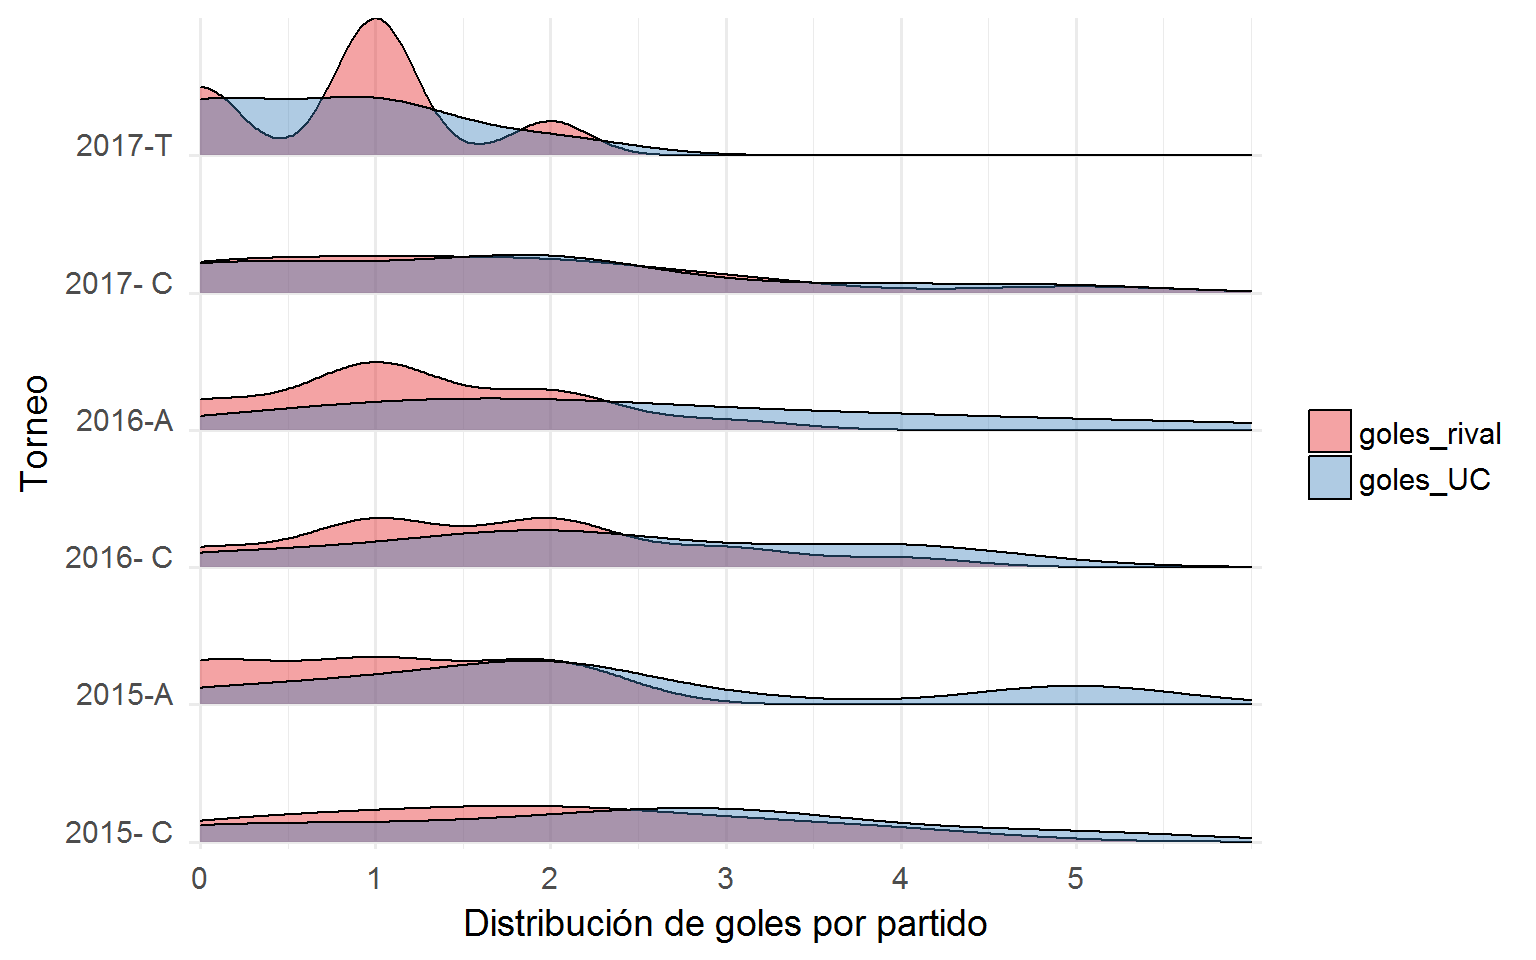 Torneo
2017-T
2017- C
2016-A
2016- C
2015-A
2015- C
0 1 2 3 4 5
Distribución de goles por partido
goles_rival
goles_UC